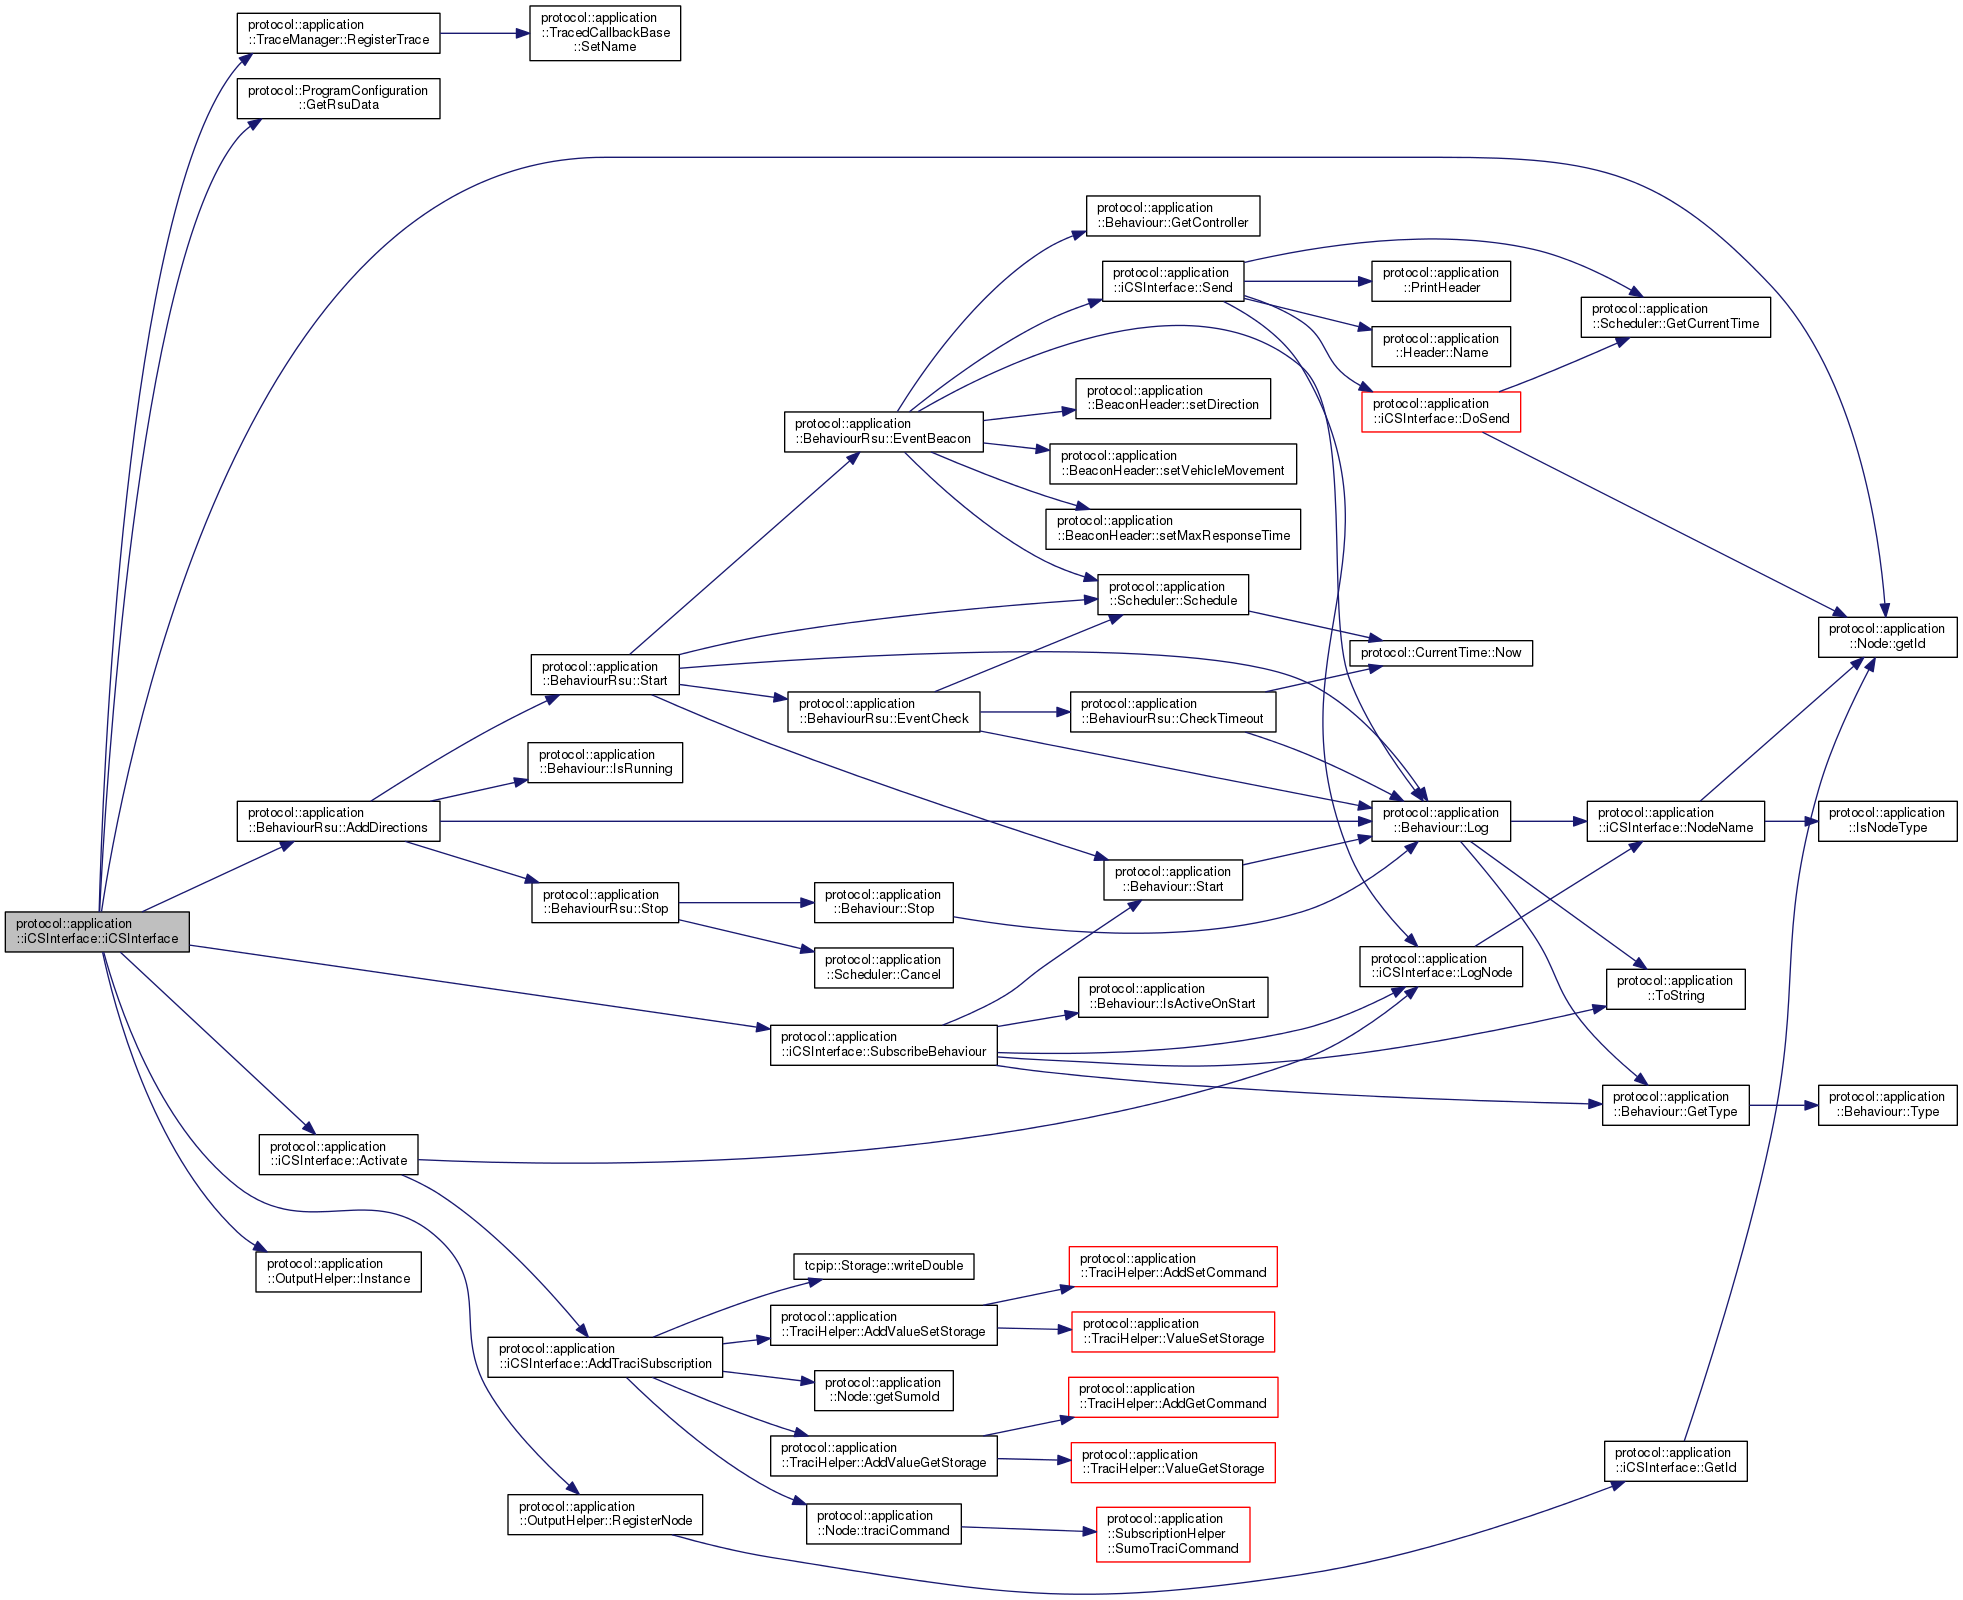 protocol::application
::TraceManager::RegisterTrace
protocol::application
::TracedCallbackBase
::SetName
protocol::ProgramConfiguration
::GetRsuData
protocol::application
::Behaviour::GetController
protocol::application
::iCSInterface::Send
protocol::application
::PrintHeader
protocol::application
::Scheduler::GetCurrentTime
protocol::application
::Header::Name
protocol::application
::BeaconHeader::setDirection
protocol::application
::iCSInterface::DoSend
protocol::application
::BehaviourRsu::EventBeacon
protocol::application
::BeaconHeader::setVehicleMovement
protocol::application
::BeaconHeader::setMaxResponseTime
protocol::application
::Scheduler::Schedule
protocol::application
::Node::getId
protocol::CurrentTime::Now
protocol::application
::BehaviourRsu::Start
protocol::application
::BehaviourRsu::EventCheck
protocol::application
::BehaviourRsu::CheckTimeout
protocol::application
::Behaviour::IsRunning
protocol::application
::BehaviourRsu::AddDirections
protocol::application
::Behaviour::Log
protocol::application
::iCSInterface::NodeName
protocol::application
::IsNodeType
protocol::application
::Behaviour::Start
protocol::application
::BehaviourRsu::Stop
protocol::application
::Behaviour::Stop
protocol::application
::iCSInterface::iCSInterface
protocol::application
::Scheduler::Cancel
protocol::application
::iCSInterface::LogNode
protocol::application
::ToString
protocol::application
::Behaviour::IsActiveOnStart
protocol::application
::iCSInterface::SubscribeBehaviour
protocol::application
::Behaviour::GetType
protocol::application
::Behaviour::Type
protocol::application
::iCSInterface::Activate
protocol::application
::OutputHelper::Instance
tcpip::Storage::writeDouble
protocol::application
::TraciHelper::AddSetCommand
protocol::application
::TraciHelper::AddValueSetStorage
protocol::application
::TraciHelper::ValueSetStorage
protocol::application
::iCSInterface::AddTraciSubscription
protocol::application
::Node::getSumoId
protocol::application
::TraciHelper::AddGetCommand
protocol::application
::TraciHelper::AddValueGetStorage
protocol::application
::TraciHelper::ValueGetStorage
protocol::application
::iCSInterface::GetId
protocol::application
::OutputHelper::RegisterNode
protocol::application
::Node::traciCommand
protocol::application
::SubscriptionHelper
::SumoTraciCommand